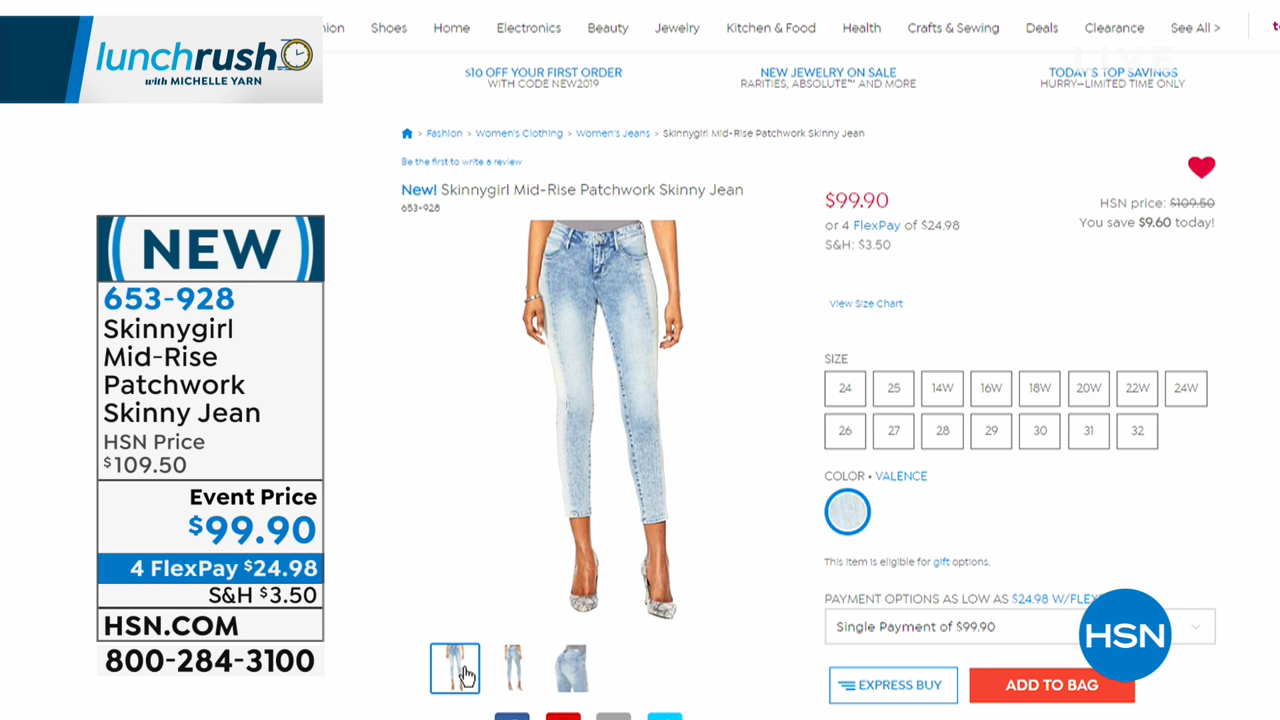 lunchrush
with MICHELLE YARN
Shoes Home Electronics Beauty Jewelry Kitchen & Food Health Crafts & Sewing Deals Clearance See All >
LIVE
$10 OFF YOUR FIRST ORDER
WITH CODE NEW2019
NEW JEWELRY ON SALE
RARITIES, ABSOLUTE™ AND MORE
TODAY'S TOP SAVINGS
HURRY—LIMITED TIME ONLY
> Fashion > Women's Clothing > Women's Jeans > Skinnygirl Mid-Rise Patchwork Skinny Jean
Be the first to write a review
New! Skinnygirl Mid-Rise Patchwork Skinny Jean
653-928
$99.90
or 4 FlexPay of $24.98
S&H: $3.50
HSN price: $109.50
You save $9.60 today!
View Size Chart
SIZE
24 25 14W 16W 18W 20W 22W 24W
26 27 28 29 30 31 32
COLOR • VALENCE
This item is eligible for gift options.
PAYMENT OPTIONS AS LOW AS $24.98 W/FLEX
Single Payment of $99.90
HSN
EXPRESS BUY
ADD TO BAG
(NEW)
653-928
Skinnygirl
Mid-Rise
Patchwork
Skinny Jean
HSN Price
$109.50
Event Price
$99.90
4 FlexPay $24.98
S&H $3.50
HSN.COM
800-284-3100